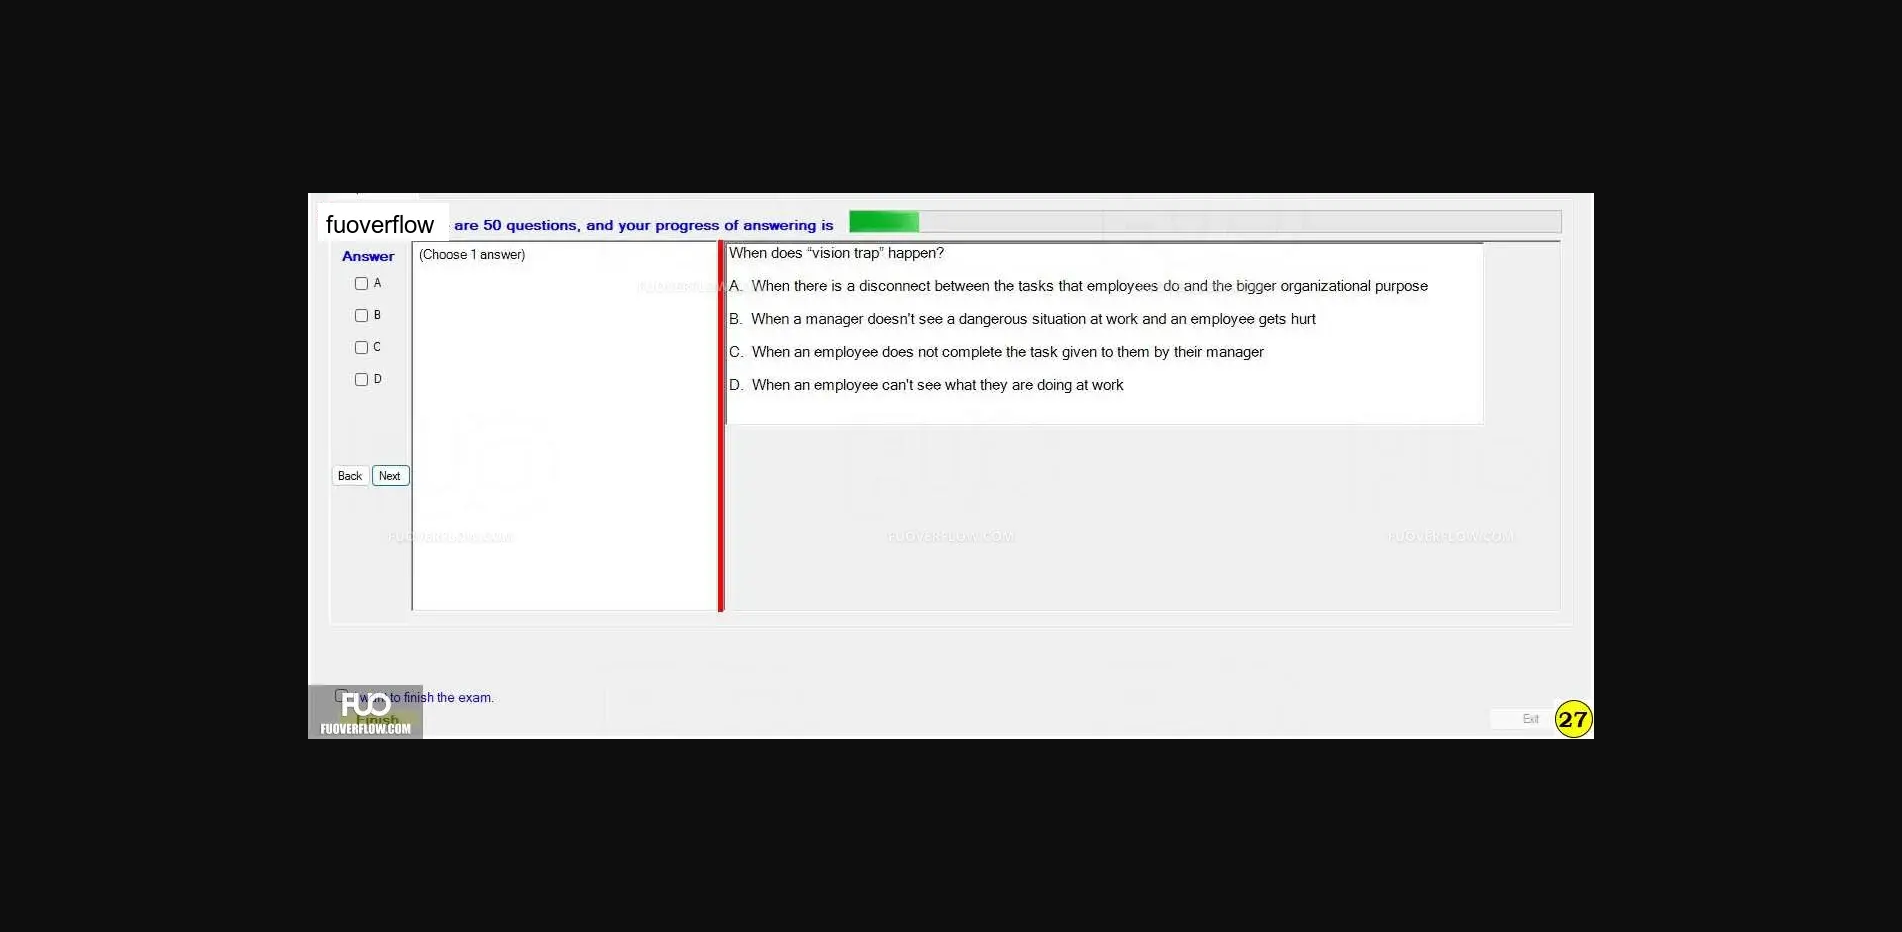 fuoverflow are 50 questions, and your progress of answering is
Answer
(Choose 1 answer)
A
B
C
D
Back Next
When does “vision trap” happen?
A. When there is a disconnect between the tasks that employees do and the bigger organizational purpose
B. When a manager doesn't see a dangerous situation at work and an employee gets hurt
C. When an employee does not complete the task given to them by their manager
D. When an employee can't see what they are doing at work
FUOVERFLOW.COM
FUOVERFLOW.COM
FUOVERFLOW.COM
I want to finish the exam.
Finish
FUO
FUOVERFLOW.COM
Exit
27